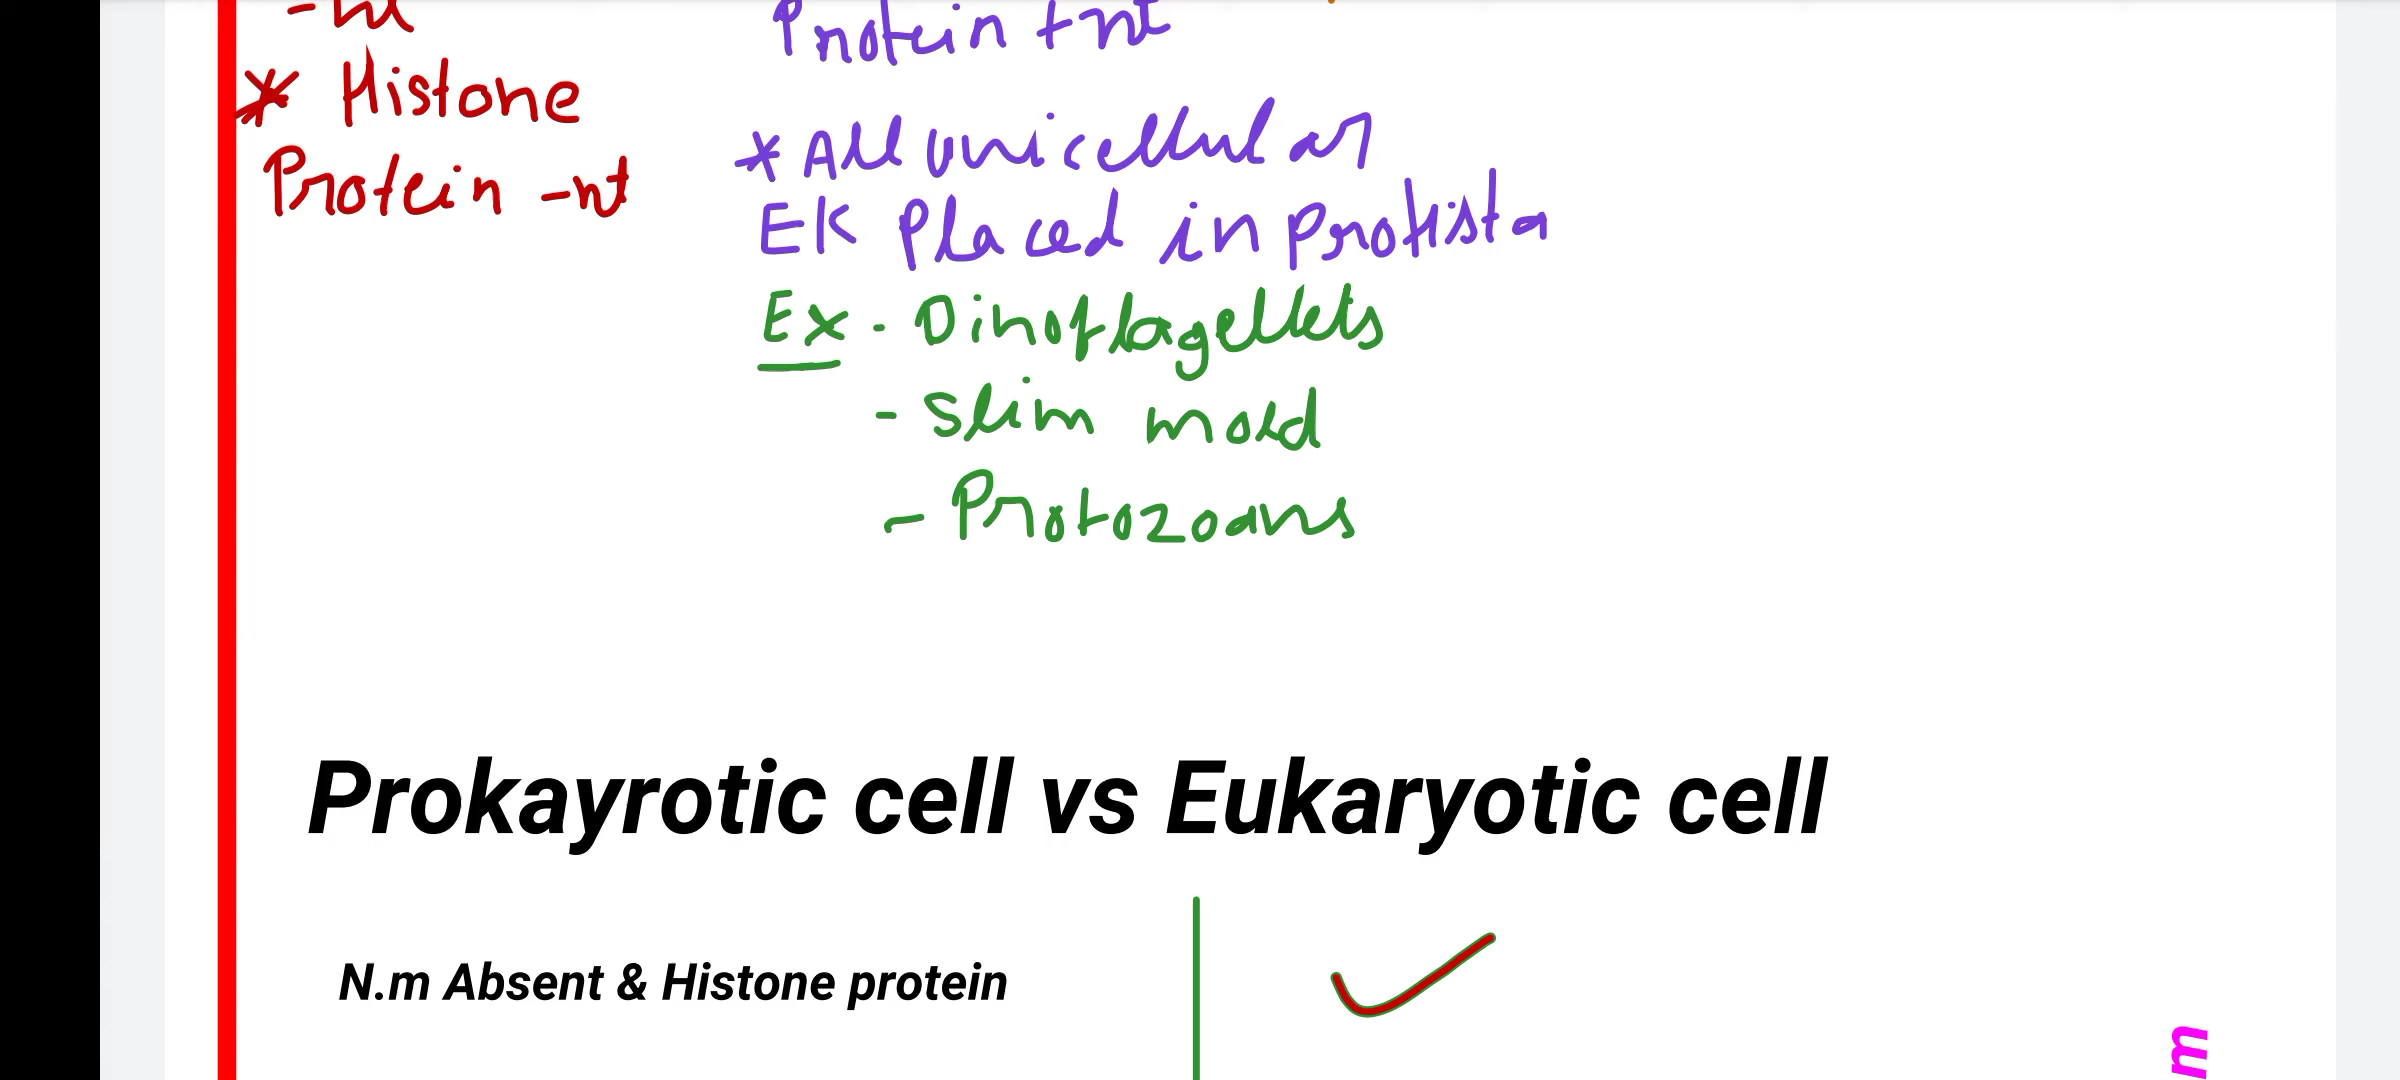 -nt
* Histone
Protein -nt
Protein +nt
* All unicellular
EK Placed in protista
Ex - Dinoflagellets
- Slim mold
- Protozoans
Prokayrotic cell vs Eukaryotic cell
N.m Absent & Histone protein
m